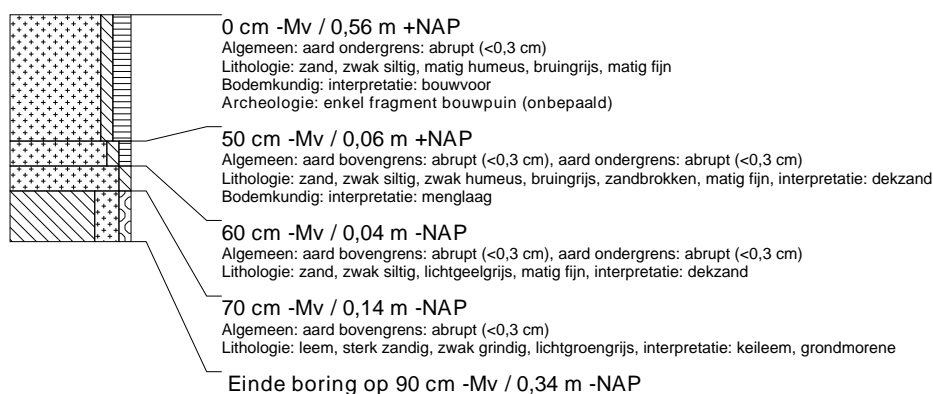 0 cm -Mv / 0,56 m +NAP
Algemeen: aard ondergrens: abrupt (<0,3 cm)
Lithologie: zand, zwak siltig, matig humeus, bruingrijs, matig fijn
Bodemkundig: interpretatie: bouwvoor
Archeologie: enkel fragment bouwpuin (onbepaald)
50 cm -Mv / 0,06 m +NAP
Algemeen: aard bovengrens: abrupt (<0,3 cm), aard ondergrens: abrupt (<0,3 cm)
Lithologie: zand, zwak siltig, zwak humeus, bruingrijs, zandbrokken, matig fijn, interpretatie: dekzand
Bodemkundig: interpretatie: menglaag
60 cm -Mv / 0,04 m -NAP
Algemeen: aard bovengrens: abrupt (<0,3 cm), aard ondergrens: abrupt (<0,3 cm)
Lithologie: zand, zwak siltig, lichtgeelgrijs, matig fijn, interpretatie: dekzand
70 cm -Mv / 0,14 m -NAP
Algemeen: aard bovengrens: abrupt (<0,3 cm)
Lithologie: leem, sterk zandig, zwak grindig, lichtgroengrijs, interpretatie: keileem, grondmorene
Einde boring op 90 cm -Mv / 0,34 m -NAP